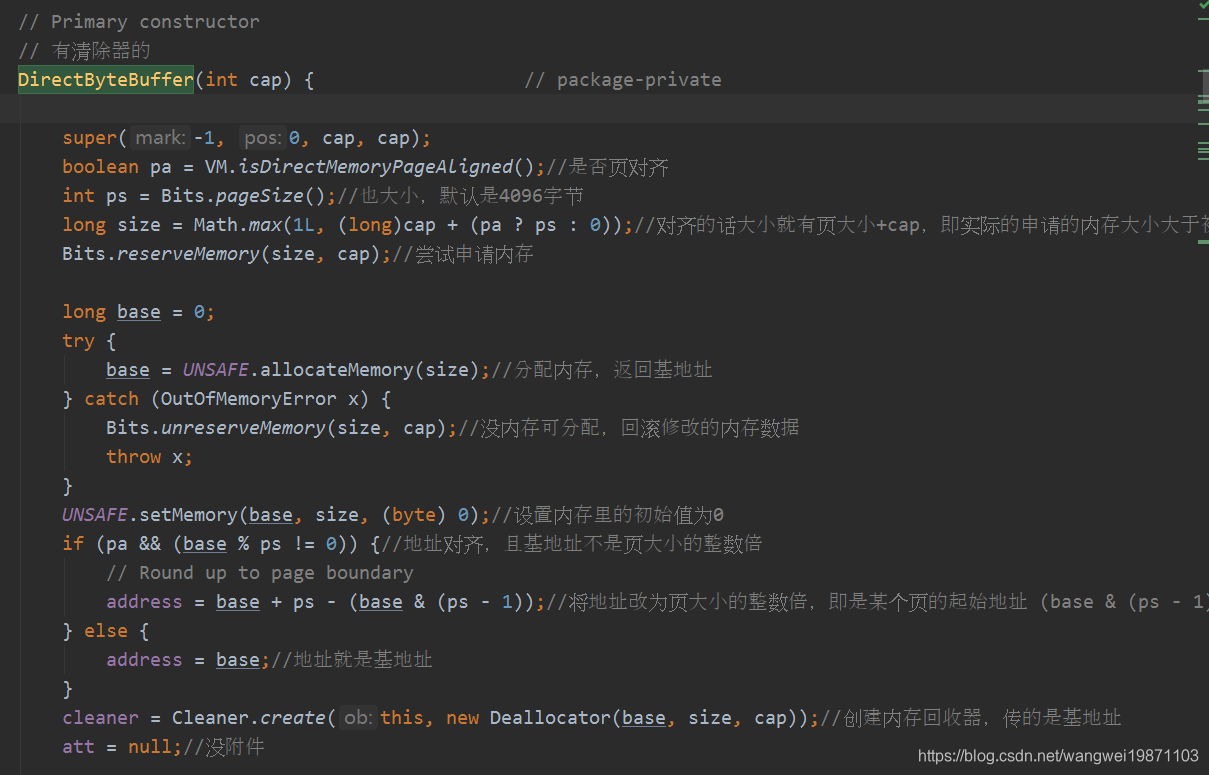 // Primary constructor
// 有清除器的
DirectByteBuffer(int cap) {                   // package-private
super( mark: -1, pos: 0, cap, cap);
boolean pa = VM.isDirectMemoryPageAligned();//是否页对齐
int ps = Bits.pageSize();//也大小，默认是4096字节
long size = Math.max(1L, (long)cap + (pa ? ps : 0));//对齐的话大小就有页大小+cap，即实际的申请的内存大小大于
Bits.reserveMemory(size, cap);//尝试申请内存
long base = 0;
try {
base = UNSAFE.allocateMemory(size);//分配内存，返回基地址
} catch (OutOfMemoryError x) {
Bits.unreserveMemory(size, cap);//没内存可分配，回滚修改的内存数据
throw x;
}
UNSAFE.setMemory(base, size, (byte) 0);//设置内存里的初始值为0
if (pa && (base % ps != 0)) {//地址对齐，且基地址不是页大小的整数倍
// Round up to page boundary
address = base + ps - (base & (ps - 1));//将地址改为页大小的整数倍，即是某个页的起始地址 (base & (ps - 1)
} else {
address = base;//地址就是基地址
}
cleaner = Cleaner.create( ob: this, new Deallocator(base, size, cap));//创建内存回收器，传的是基地址
att = null;//没附件
https://blog.csdn.net/wangwei19871103